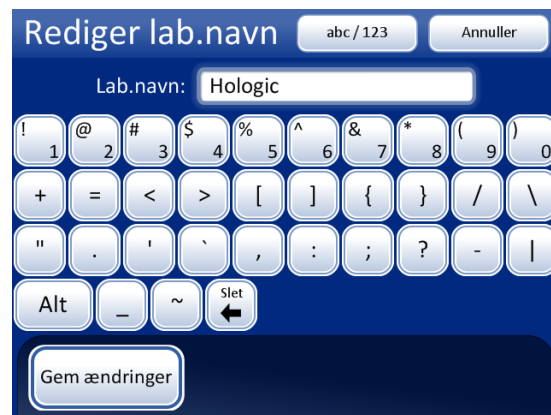 Rediger lab.navn abc / 123 Annuller
Lab.navn: Hologic
! 1 @ 2 # 3 $ 4 % 5 ^ 6 & 7 * 8 ( 9 ) 0
+ = < > [ ] { } / \
" . ' ` , : ; ? - |
Alt _ ~ Slet
Gem ændringer